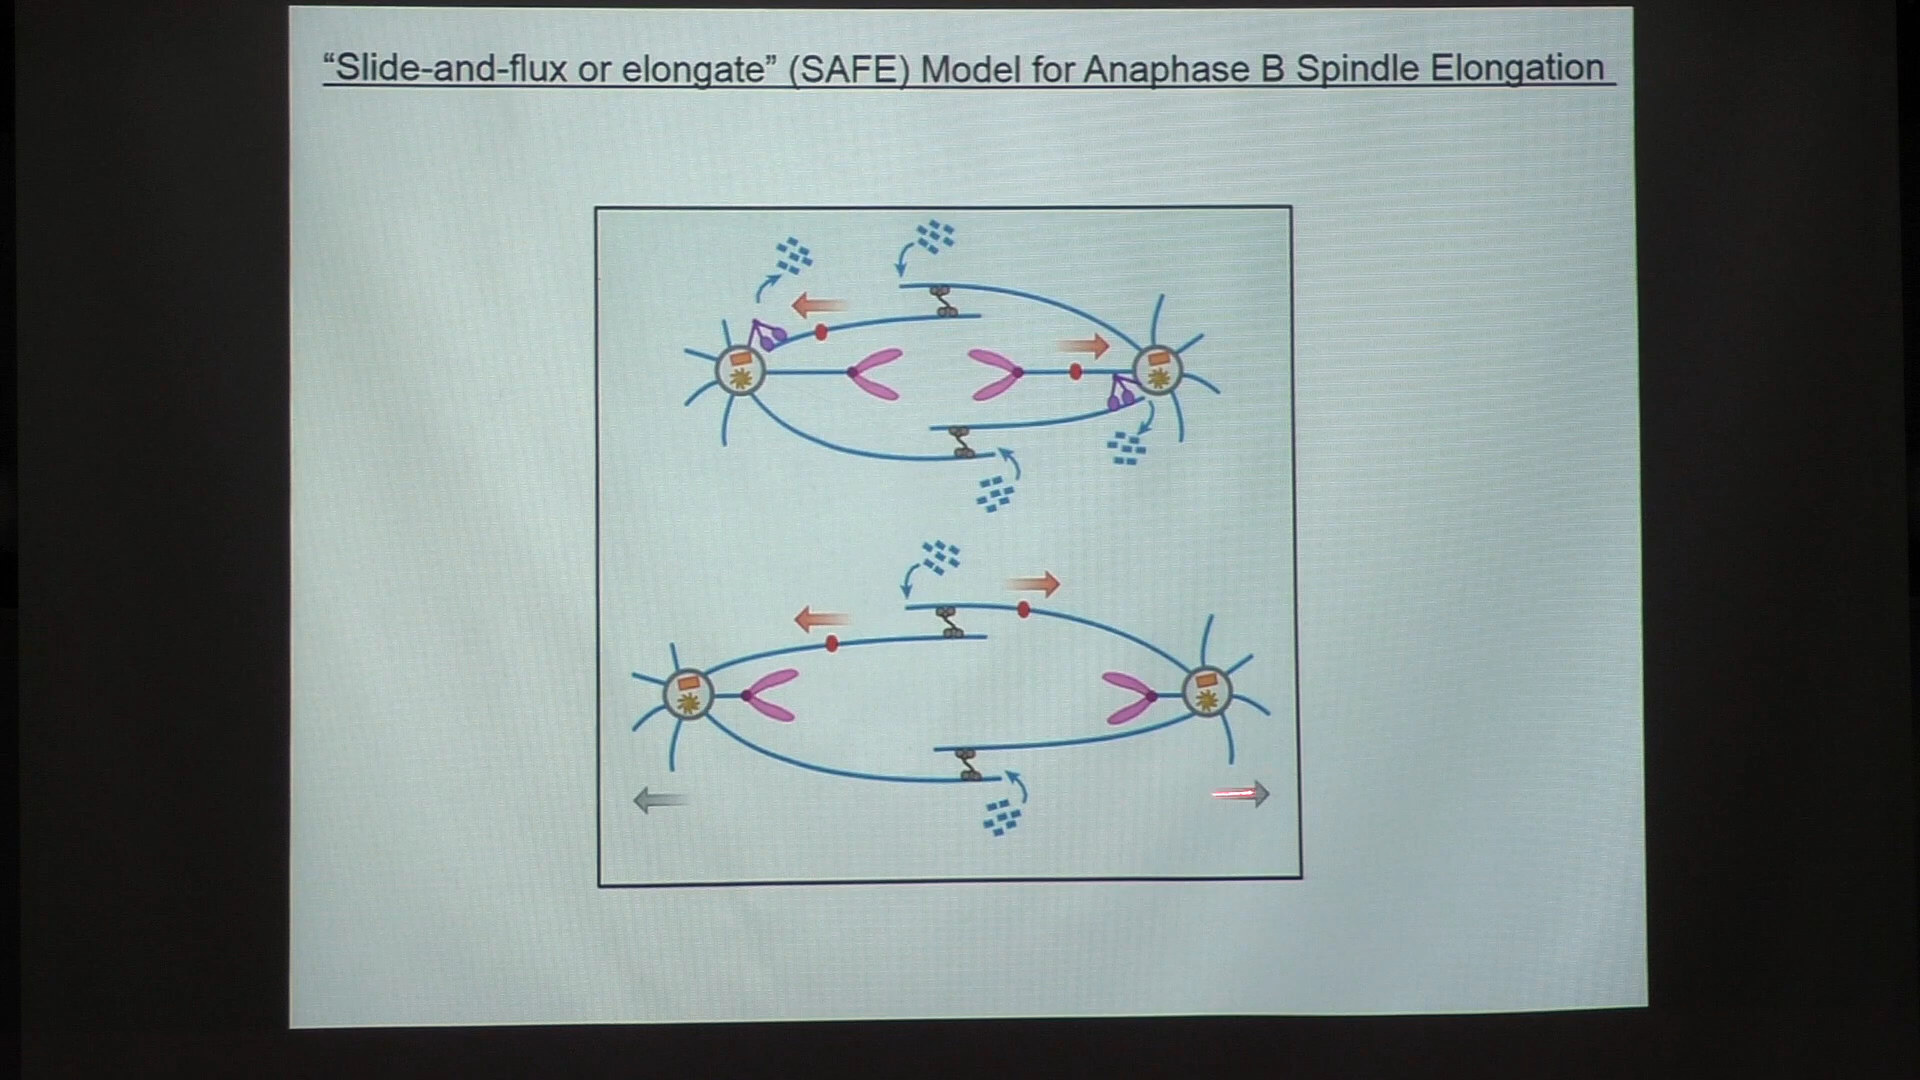 “Slide-and-flux or elongate” (SAFE) Model for Anaphase B Spindle Elongation